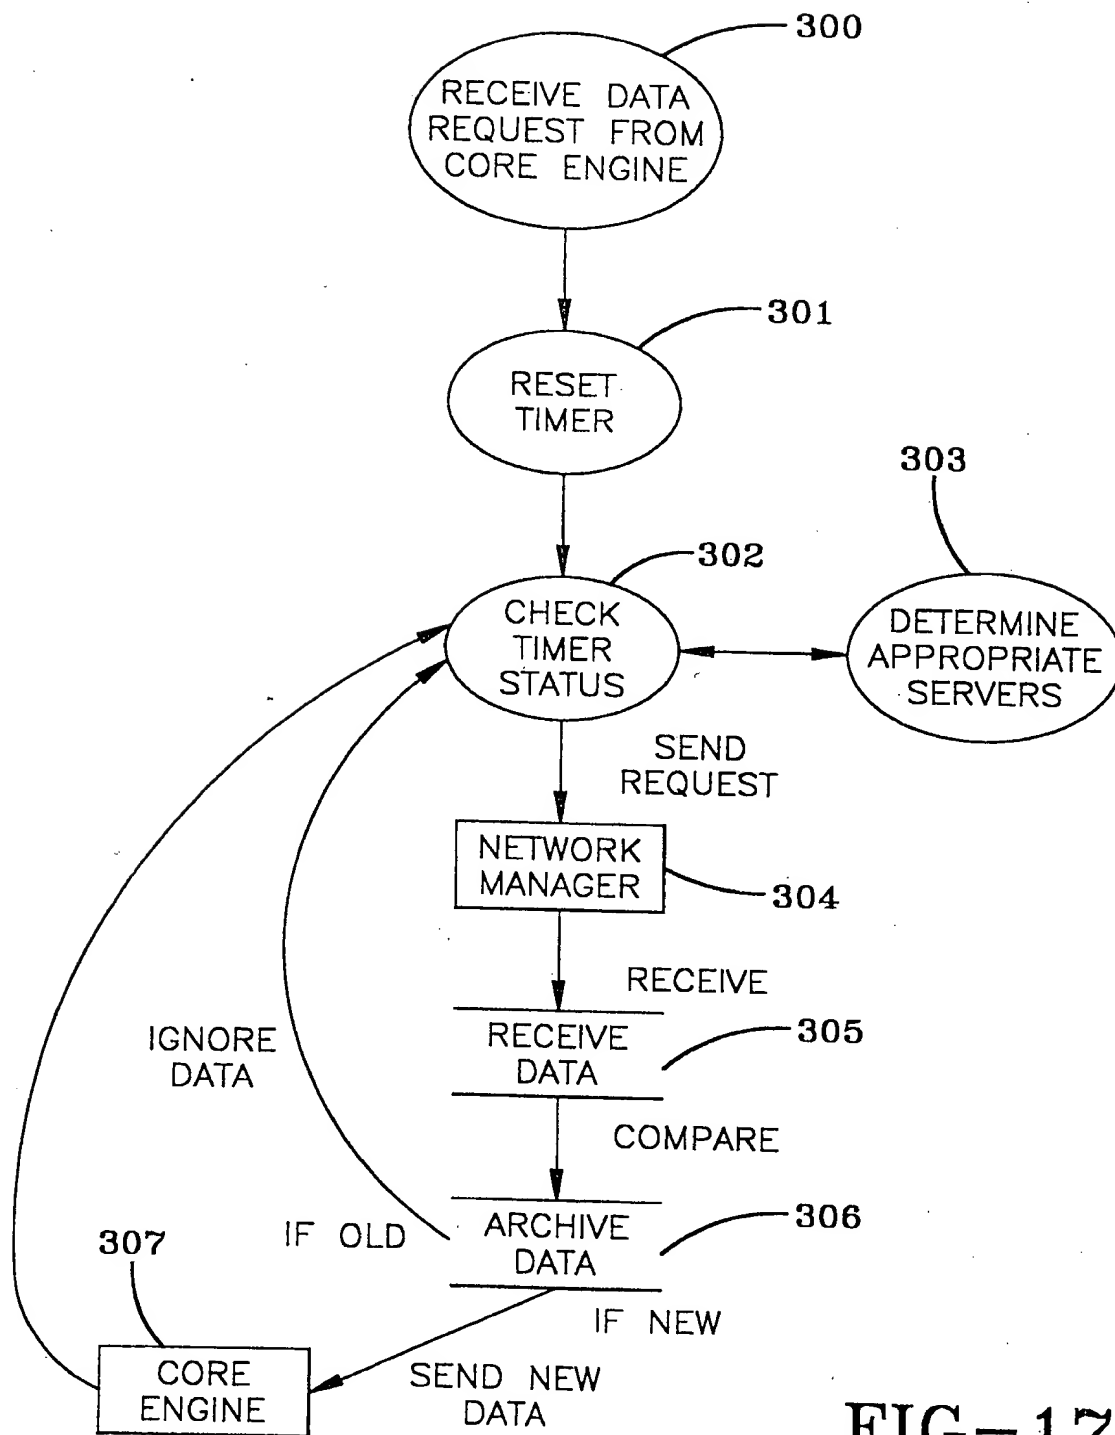 300
RECEIVE DATA
REQUEST FROM
CORE ENGINE
301
RESET
TIMER
302
CHECK
TIMER
STATUS
303
DETERMINE
APPROPRIATE
SERVERS
SEND
REQUEST
NETWORK
MANAGER
304
RECEIVE
RECEIVE
DATA
305
IGNORE
DATA
COMPARE
ARCHIVE
DATA
306
IF OLD
307
IF NEW
CORE
ENGINE
SEND NEW
DATA
FIG-17